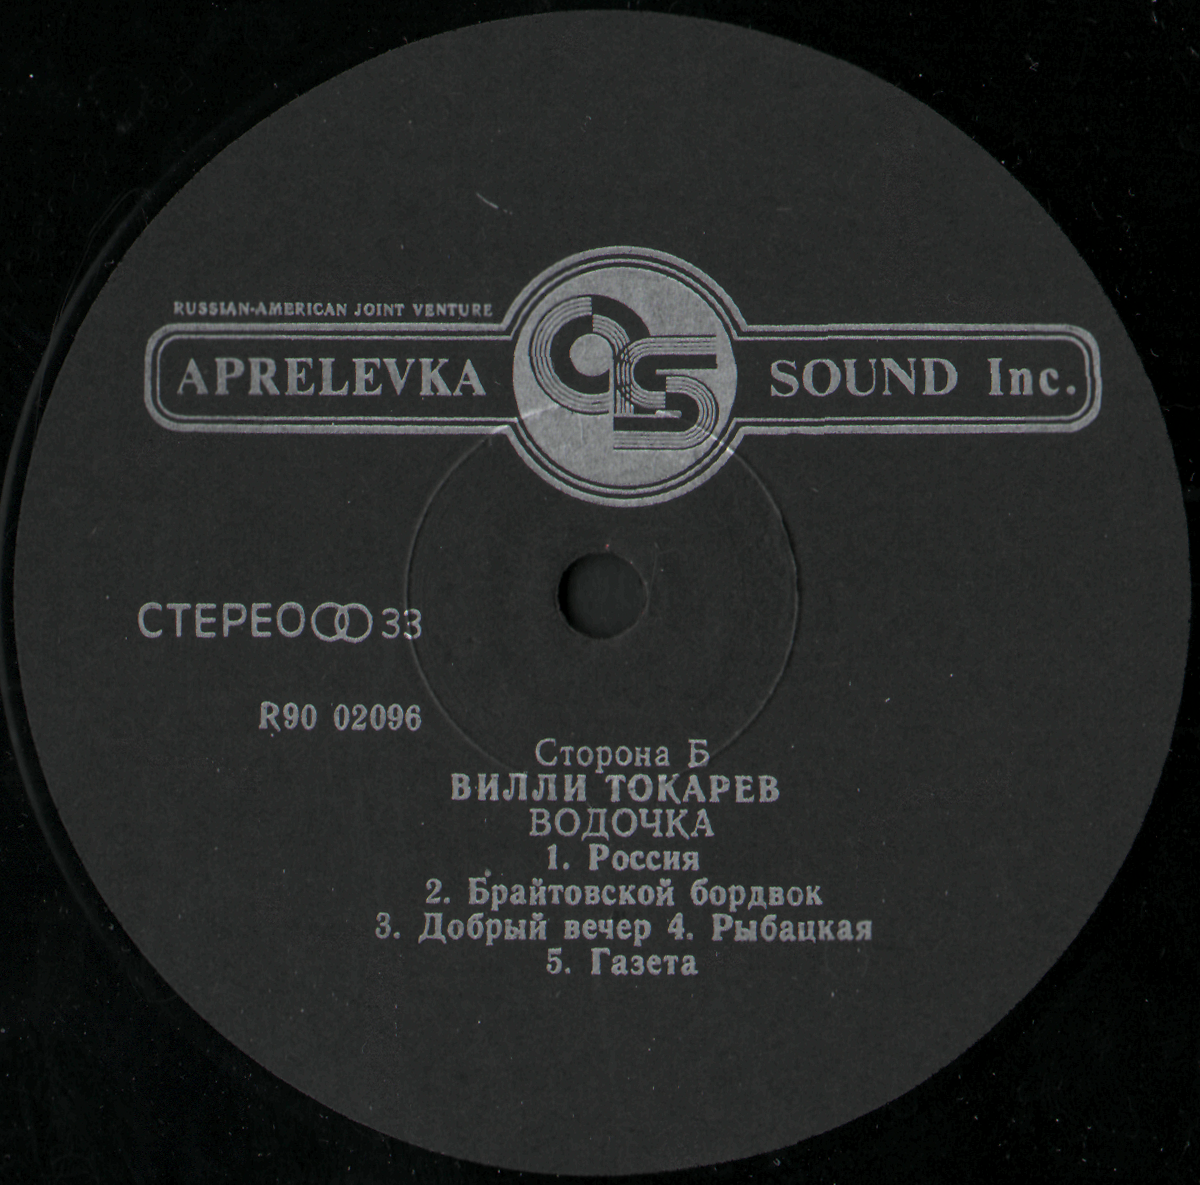 RUSSIAN-AMERICAN JOINT VENTURE
APRELEVKA SOUND Inc.
СТЕРЕО 33
R90 02096
Сторона Б
ВИЛЛИ ТОКАРЕВ
ВОДОЧКА
1. Россия
2. Брайтовской бордвок
3. Добрый вечер 4. Рыбацкая
5. Газета